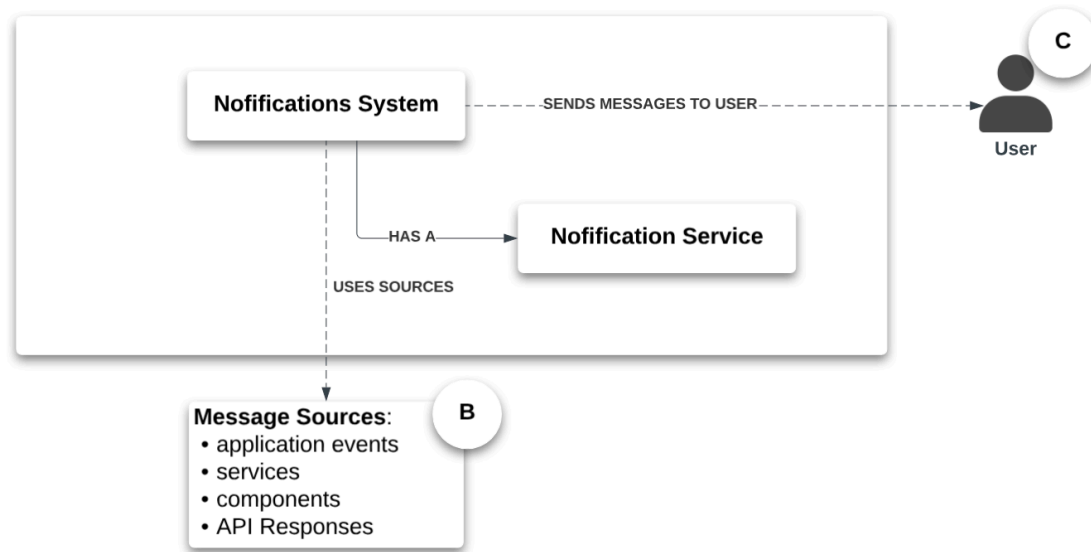 C
Nofifications System
SENDS MESSAGES TO USER
User
HAS A
Nofification Service
USES SOURCES
B
Message Sources:
• application events
• services
• components
• API Responses